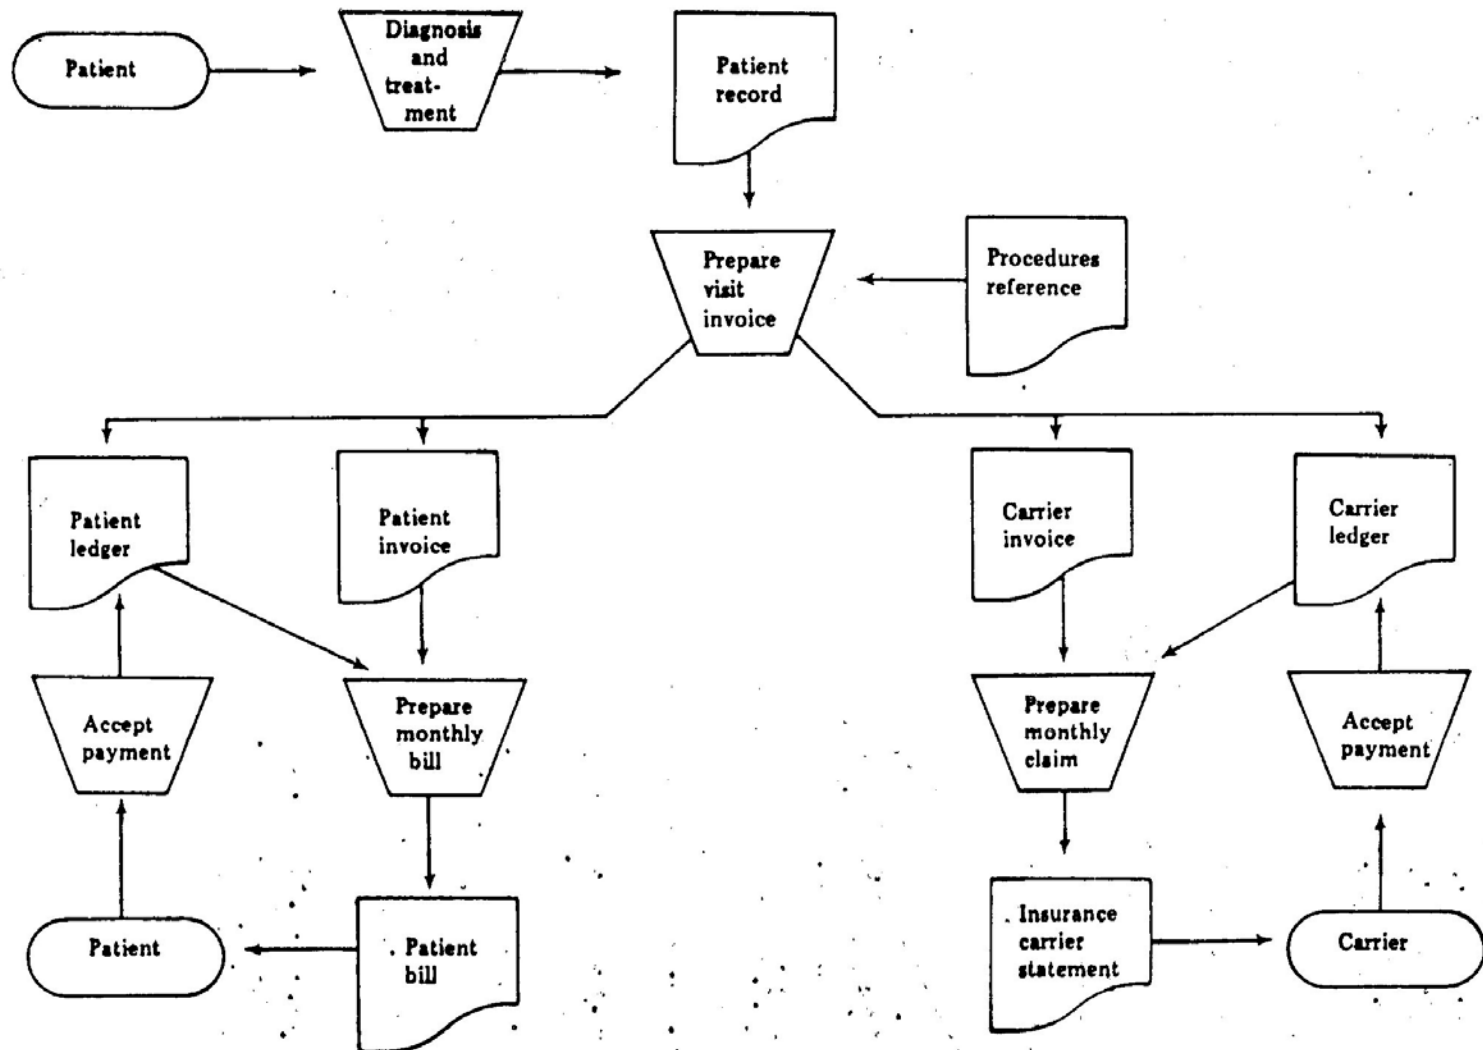 Patient
Diagnosis
and
treat-
ment
Patient
record
Prepare
visit
invoice
Procedures
reference
Patient
ledger
Patient
invoice
Carrier
invoice
Carrier
ledger
Accept
payment
Prepare
monthly
bill
Prepare
monthly
claim
Accept
payment
Patient
Patient
bill
Insurance
carrier
statement
Carrier